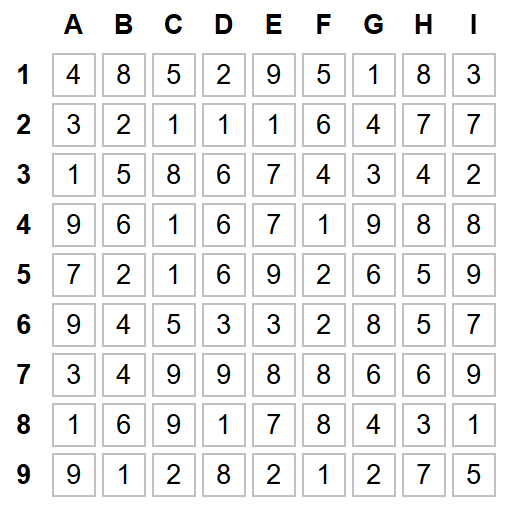 A B C D E F G H I
1 4 8 5 2 9 5 1 8 3
2 3 2 1 1 1 6 4 7 7
3 1 5 8 6 7 4 3 4 2
4 9 6 1 6 7 1 9 8 8
5 7 2 1 6 9 2 6 5 9
6 9 4 5 3 3 2 8 5 7
7 3 4 9 9 8 8 6 6 9
8 1 6 9 1 7 8 4 3 1
9 9 1 2 8 2 1 2 7 5